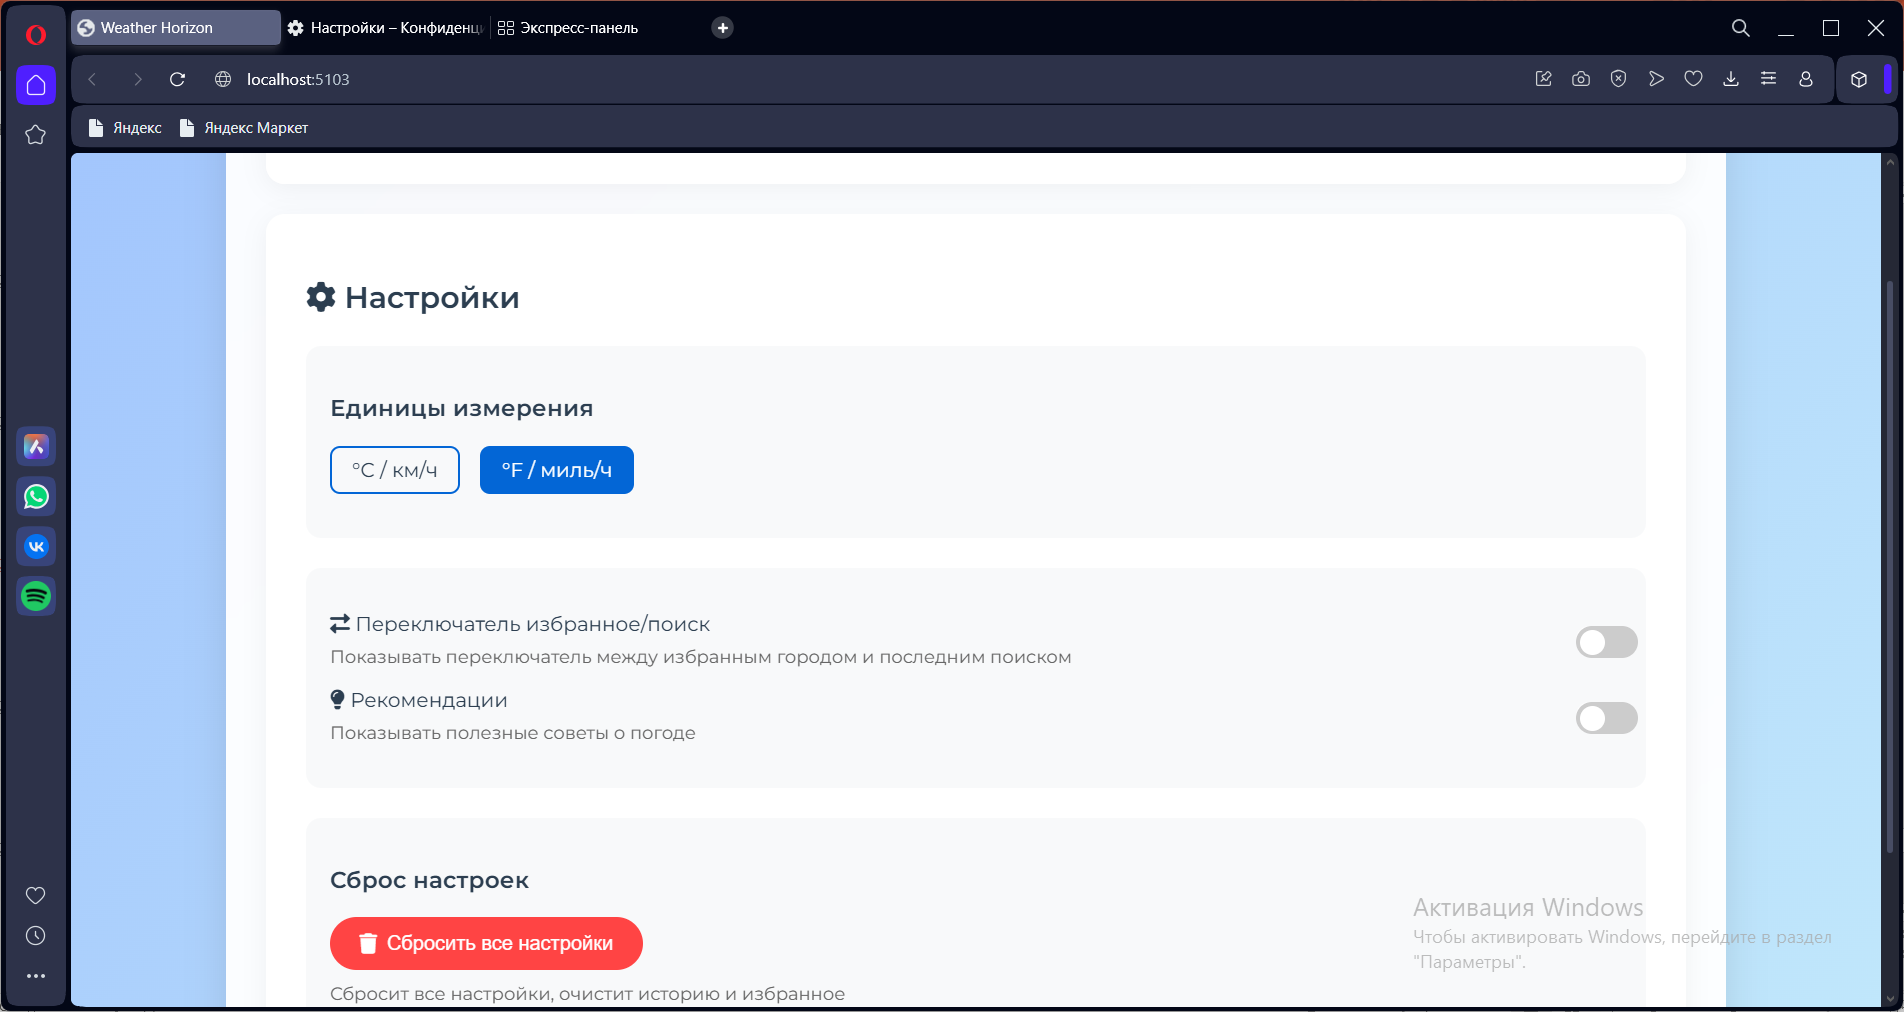 Weather Horizon
Настройки – Конфиденц
Экспресс-панель
localhost:5103
Яндекс
Яндекс Маркет
Настройки
Единицы измерения
°C / км/ч
°F / миль/ч
Переключатель избранное/поиск
Показывать переключатель между избранным городом и последним поиском
Рекомендации
Показывать полезные советы о погоде
Сброс настроек
Сбросить все настройки
Сбросит все настройки, очистит историю и избранное
Активация Windows
Чтобы активировать Windows, перейдите в раздел
"Параметры".